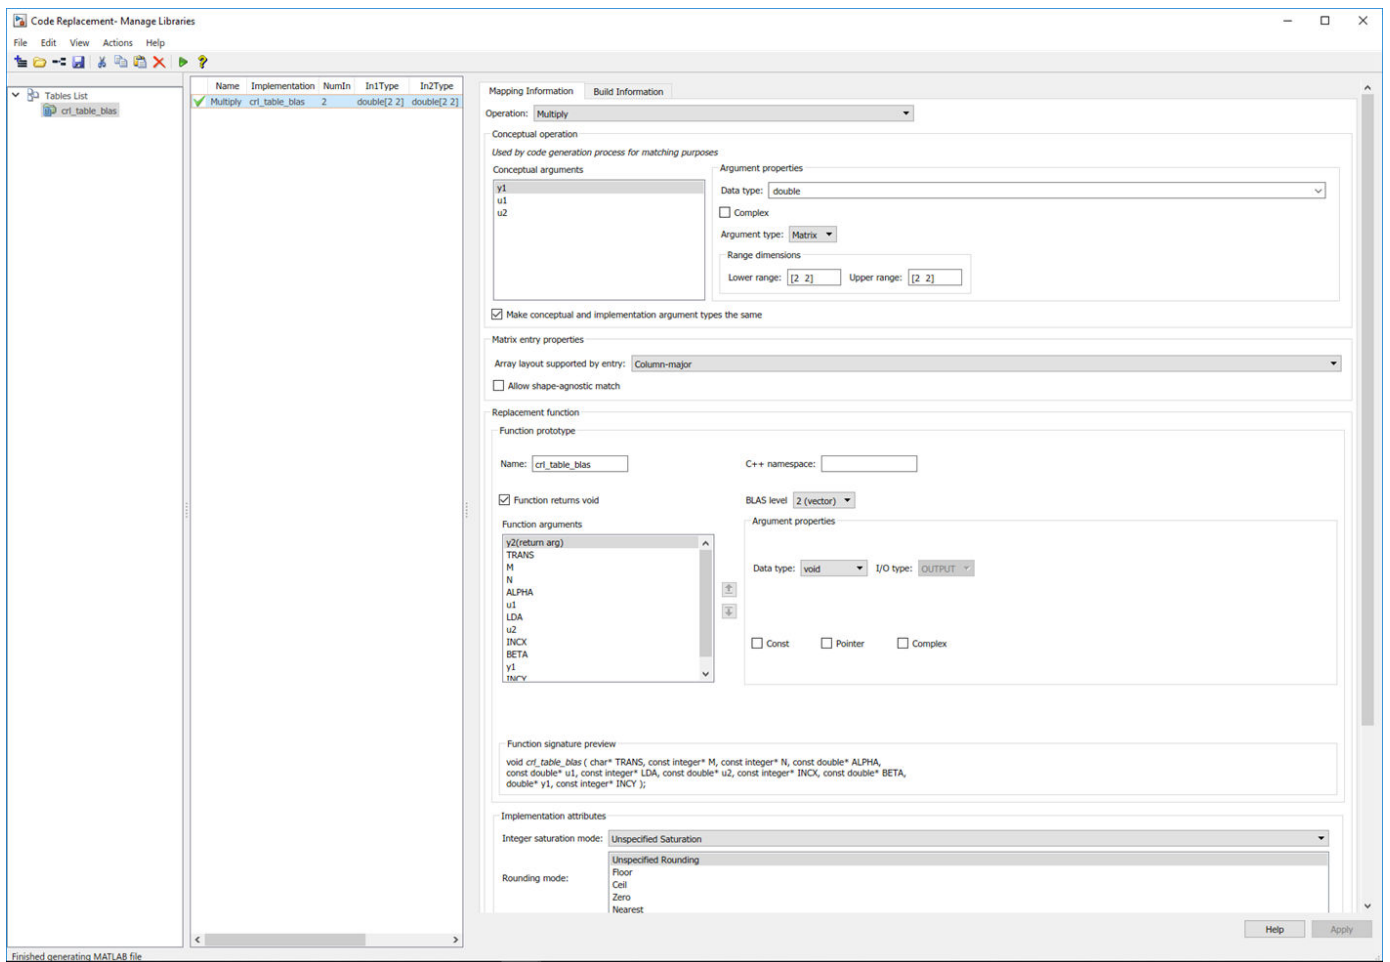 Code Replacement- Manage Libraries
File Edit View Actions Help
Tables List
crl_table_blas
Name Implementation NumIn In1Type In2Type
Multiply crl_table_blas 2 double[2 2] double[2 2]
Mapping Information Build Information
Operation: Multiply
Conceptual operation
Used by code generation process for matching purposes
Conceptual arguments
y1
u1
u2
Argument properties
Data type: double
Complex
Argument type: Matrix
Range dimensions
Lower range: [2 2] Upper range: [2 2]
Make conceptual and implementation argument types the same
Matrix entry properties
Array layout supported by entry: Column-major
Allow shape-agnostic match
Replacement function
Function prototype
Name: crl_table_blas C++ namespace:
Function returns void BLAS level 2 (vector)
Function arguments
y2(return arg)
TRANS
M
N
ALPHA
u1
LDA
u2
INCX
BETA
y1
INCY
Argument properties
Data type: void I/O type: OUTPUT
Const Pointer Complex
Function signature preview
void crl_table_blas ( char* TRANS, const integer* M, const integer* N, const double* ALPHA,
const double* u1, const integer* LDA, const double* u2, const integer* INCX, const double* BETA,
double* y1, const integer* INCY );
Implementation attributes
Integer saturation mode: Unspecified Saturation
Rounding mode:
Unspecified Rounding
Floor
Ceil
Zero
Nearest
Help Apply
Finished generating MATLAB file